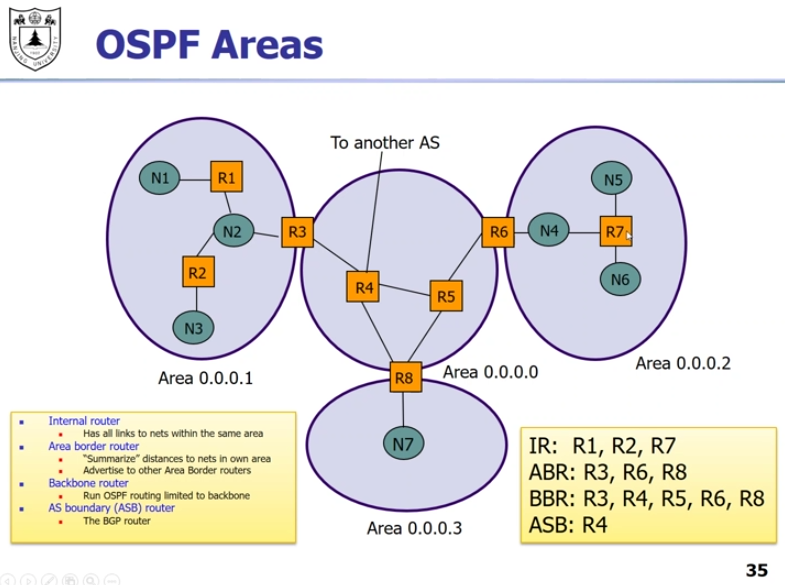 OSPF Areas
NANJING UNIVERSITY
To another AS
N1
R1
N5
N2
R3
R6
N4
R7
R2
R4
R5
N6
N3
Area 0.0.0.1
R8
Area 0.0.0.0
Area 0.0.0.2
N7
Area 0.0.0.3
Internal router
Has all links to nets within the same area
Area border router
“Summarize” distances to nets in own area
Advertise to other Area Border routers
Backbone router
Run OSPF routing limited to backbone
AS boundary (ASB) router
The BGP router
IR: R1, R2, R7
ABR: R3, R6, R8
BBR: R3, R4, R5, R6, R8
ASB: R4
35